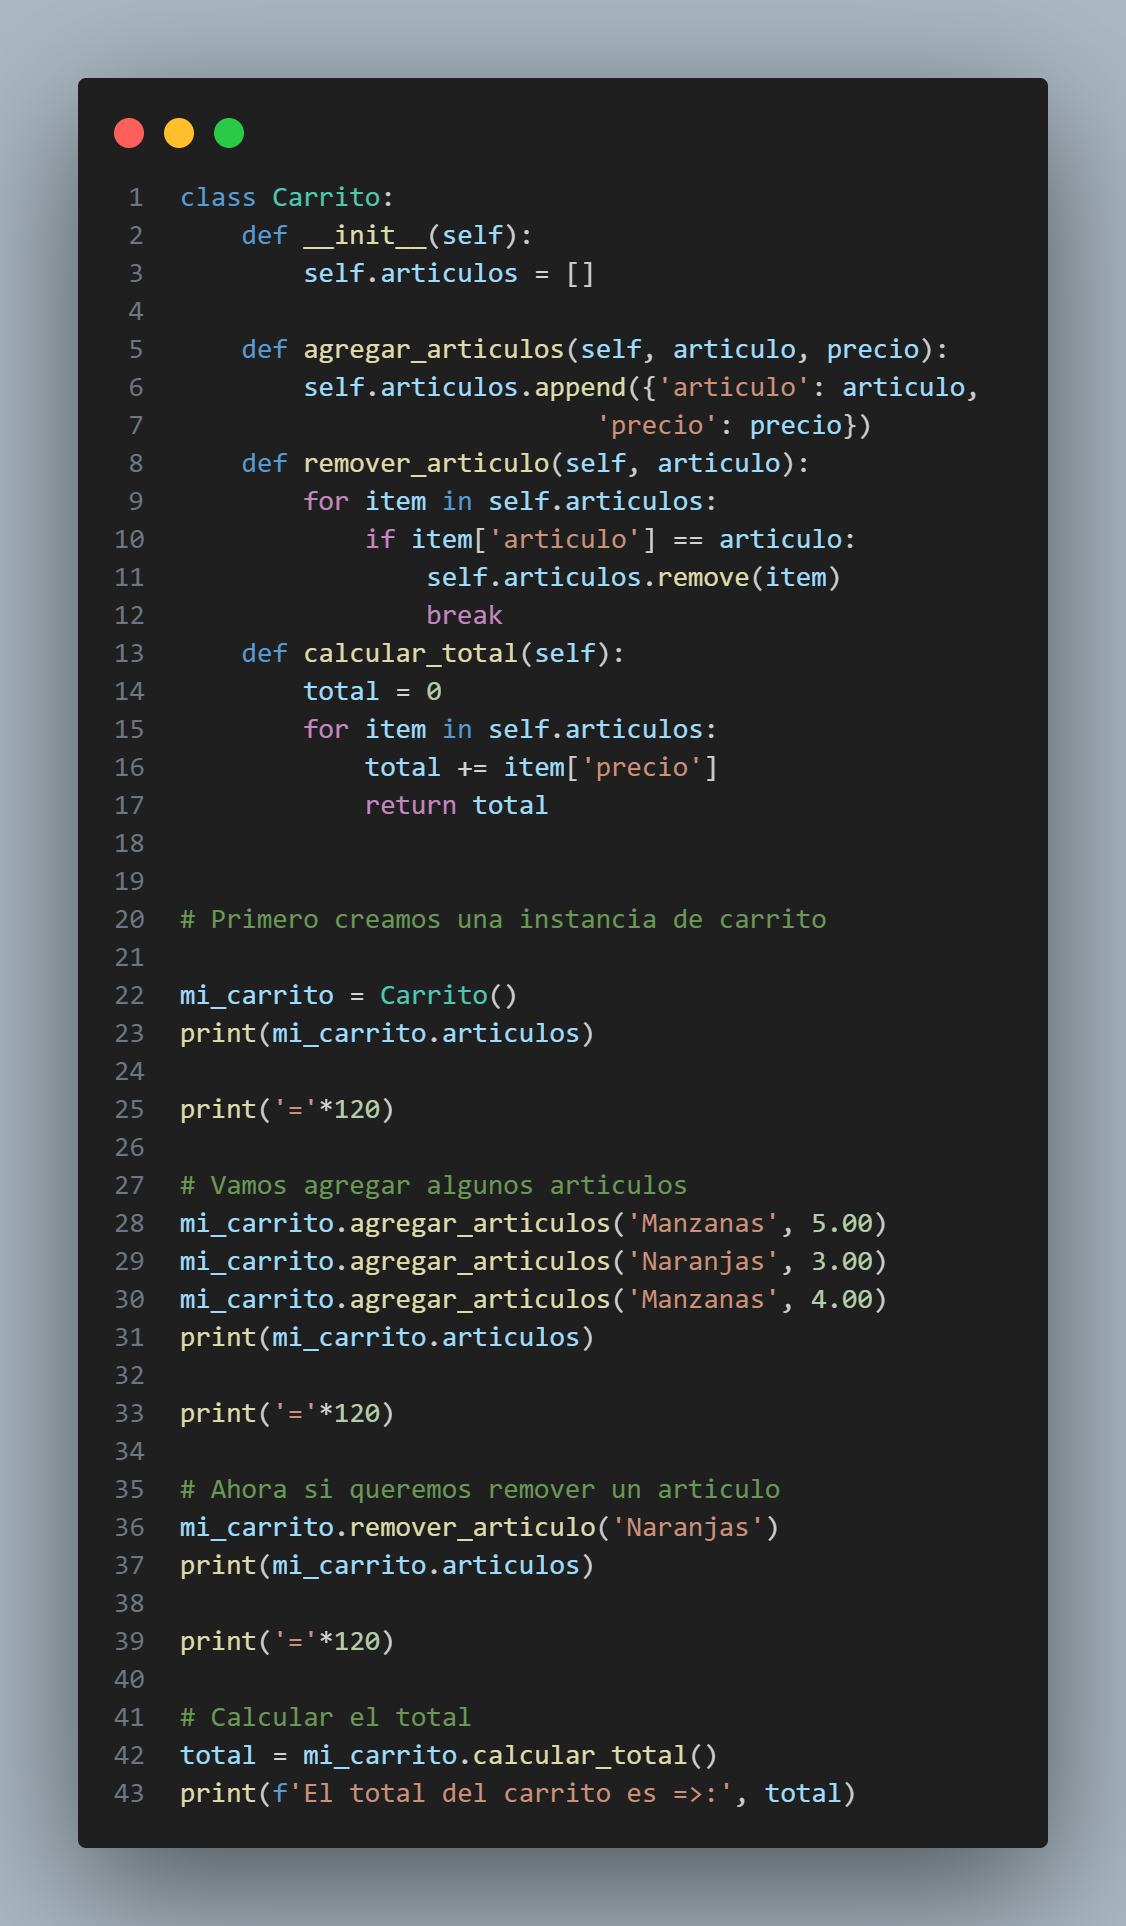 1 class Carrito:
2     def __init__(self):
3         self.articulos = []
4
5     def agregar_articulos(self, articulo, precio):
6         self.articulos.append({'articulo': articulo,
7                            'precio': precio})
8     def remover_articulo(self, articulo):
9         for item in self.articulos:
10             if item['articulo'] == articulo:
11                 self.articulos.remove(item)
12                 break
13     def calcular_total(self):
14         total = 0
15         for item in self.articulos:
16             total += item['precio']
17             return total
18
19
20 # Primero creamos una instancia de carrito
21
22 mi_carrito = Carrito()
23 print(mi_carrito.articulos)
24
25 print('='*120)
26
27 # Vamos agregar algunos articulos
28 mi_carrito.agregar_articulos('Manzanas', 5.00)
29 mi_carrito.agregar_articulos('Naranjas', 3.00)
30 mi_carrito.agregar_articulos('Manzanas', 4.00)
31 print(mi_carrito.articulos)
32
33 print('='*120)
34
35 # Ahora si queremos remover un articulo
36 mi_carrito.remover_articulo('Naranjas')
37 print(mi_carrito.articulos)
38
39 print('='*120)
40
41 # Calcular el total
42 total = mi_carrito.calcular_total()
43 print(f'El total del carrito es =>:', total)